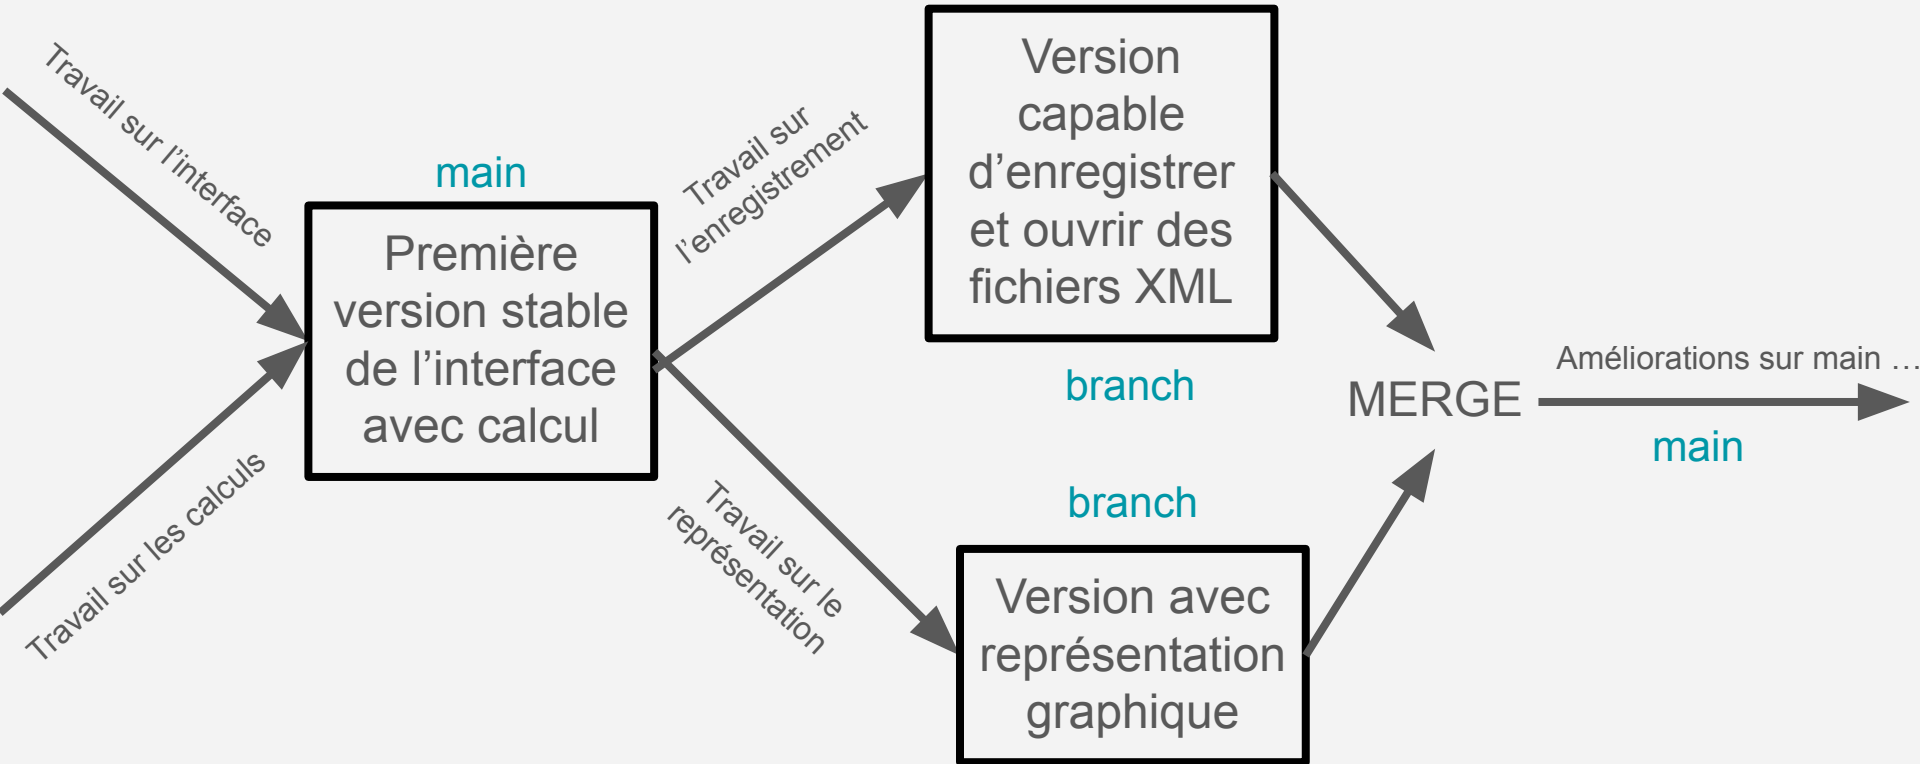 Travail sur l’interface
main
Première
version stable
de l’interface
avec calcul
Travail sur les calculs
Travail sur
l’enregistrement
Version
capable
d’enregistrer
et ouvrir des
fichiers XML
branch
Travail sur le
représentation
branch
Version avec
représentation
graphique
MERGE
Améliorations sur main …
main